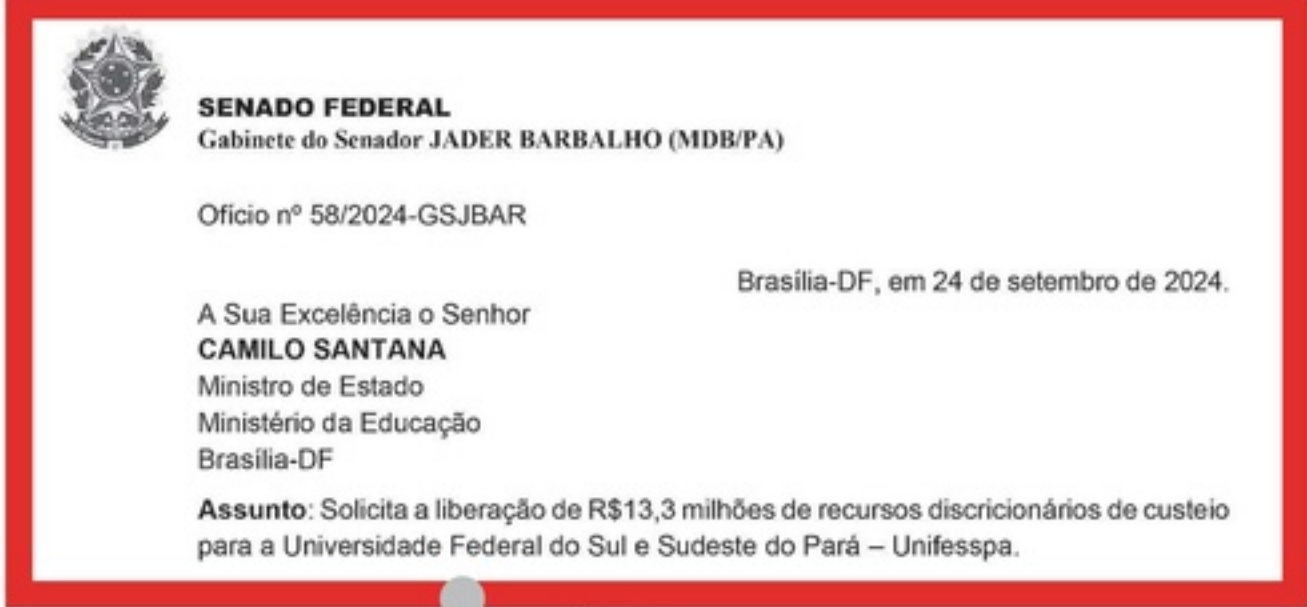 SENADO FEDERAL
Gabinete do Senador JADER BARBALHO (MDB/PA)
Ofício nº 58/2024-GSJBAR
Brasília-DF, em 24 de setembro de 2024.
A Sua Excelência o Senhor
CAMILO SANTANA
Ministro de Estado
Ministério da Educação
Brasília-DF
Assunto: Solicita a liberação de R$13,3 milhões de recursos discricionários de custeio
para a Universidade Federal do Sul e Sudeste do Pará – Unifesspa.